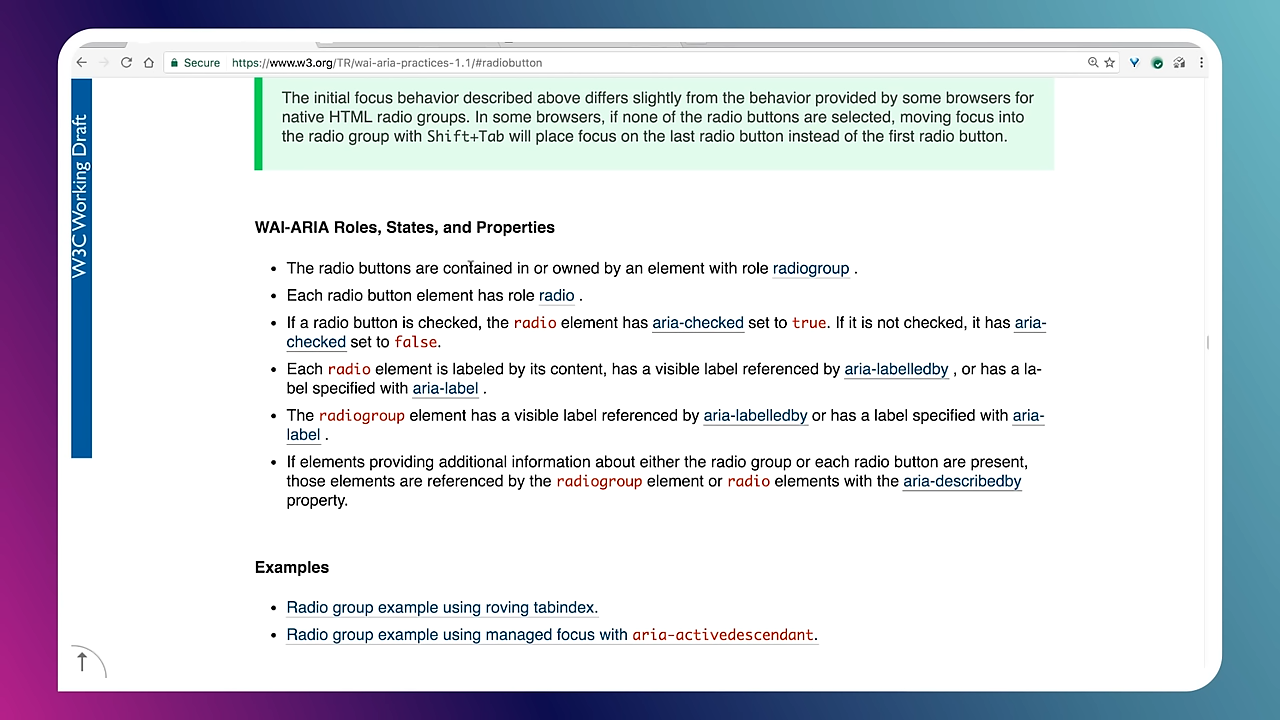 Secure https://www.w3.org/TR/wai-aria-practices-1.1/#radiobutton
W3C Working Draft
The initial focus behavior described above differs slightly from the behavior provided by some browsers for
native HTML radio groups. In some browsers, if none of the radio buttons are selected, moving focus into
the radio group with Shift+Tab will place focus on the last radio button instead of the first radio button.
WAI-ARIA Roles, States, and Properties
• The radio buttons are contained in or owned by an element with role radiogroup .
• Each radio button element has role radio .
• If a radio button is checked, the radio element has aria-checked set to true. If it is not checked, it has aria-
checked set to false.
• Each radio element is labeled by its content, has a visible label referenced by aria-labelledby , or has a la-
bel specified with aria-label .
• The radiogroup element has a visible label referenced by aria-labelledby or has a label specified with aria-
label .
• If elements providing additional information about either the radio group or each radio button are present,
those elements are referenced by the radiogroup element or radio elements with the aria-describedby
property.
Examples
• Radio group example using roving tabindex.
• Radio group example using managed focus with aria-activedescendant.